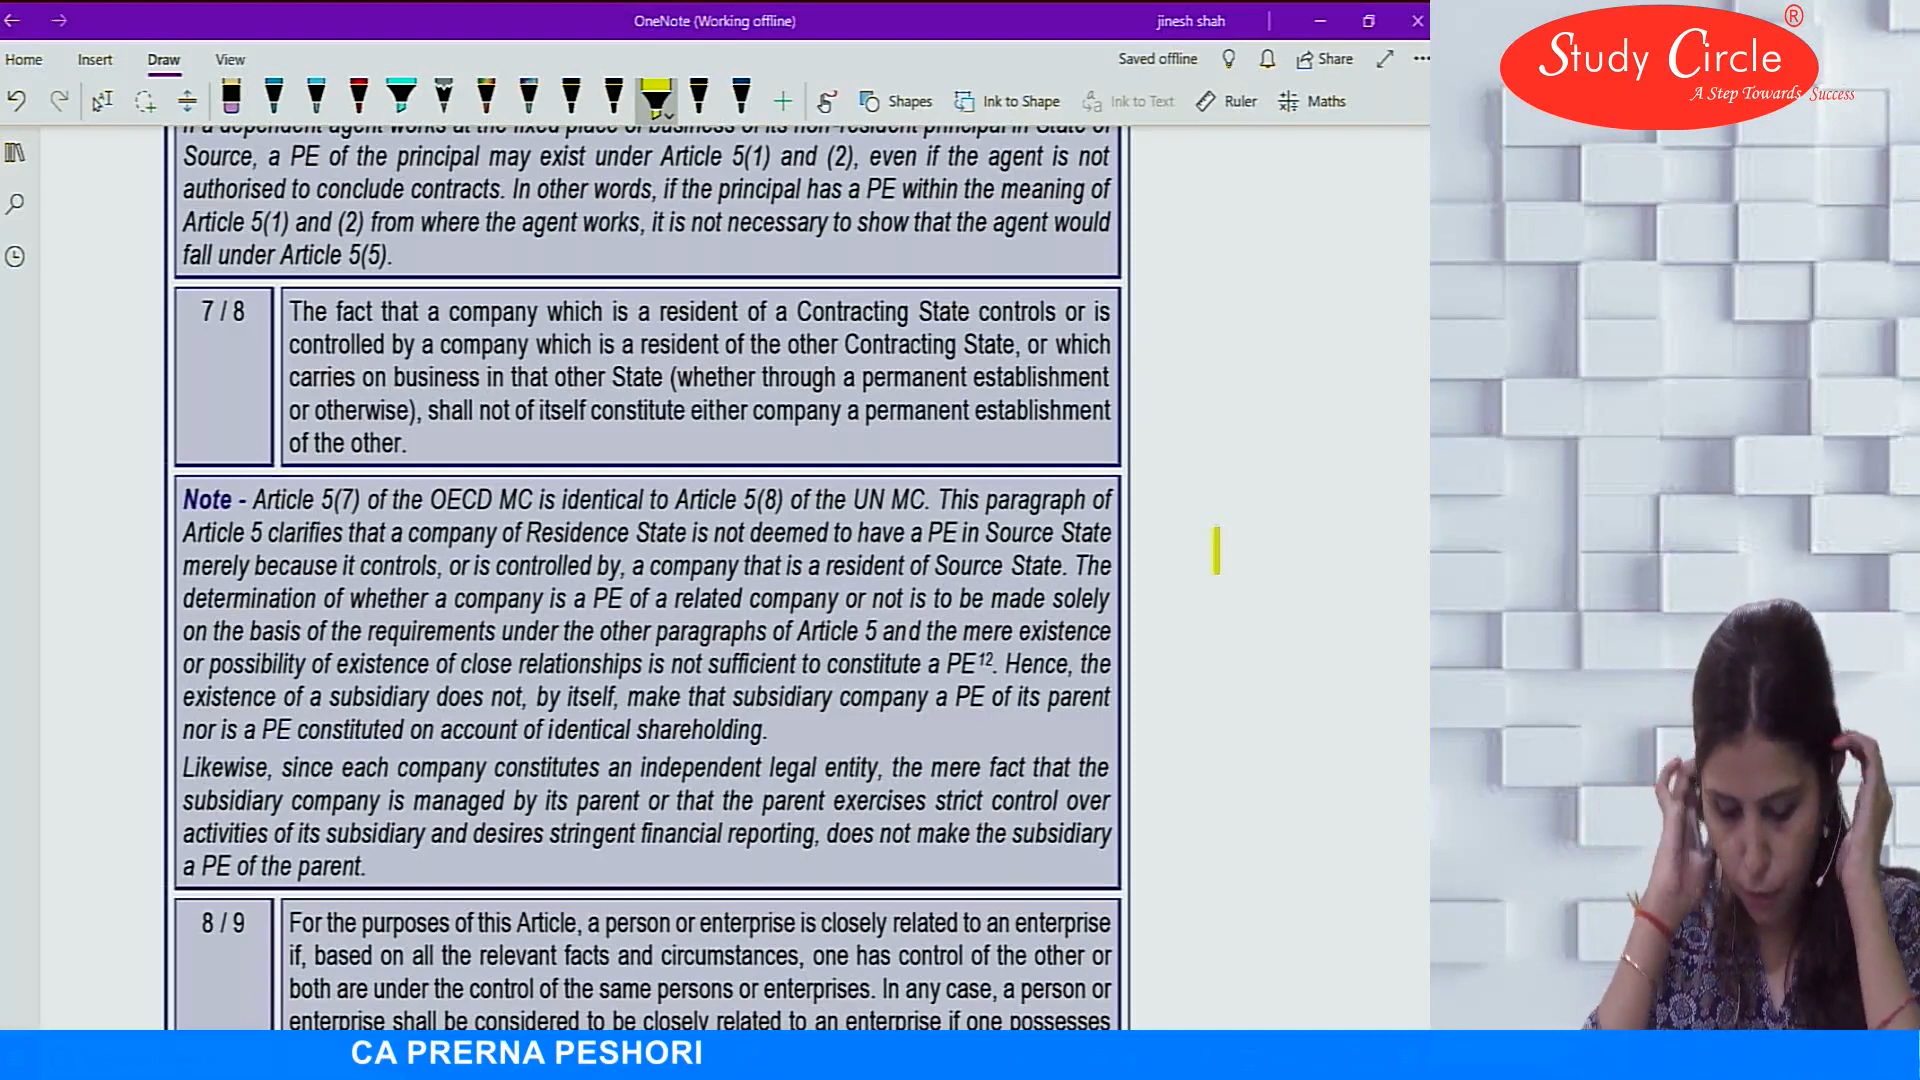 OneNote (Working offline)
jinesh shah
Home Insert Draw View
Saved offline
Share
Shapes
Ink to Shape
Ink to Text
Ruler
Maths
Study Circle ®
A Step Towards Success
If a dependent agent works at the fixed place of business of its non-resident principal in State of
Source, a PE of the principal may exist under Article 5(1) and (2), even if the agent is not
authorised to conclude contracts. In other words, if the principal has a PE within the meaning of
Article 5(1) and (2) from where the agent works, it is not necessary to show that the agent would
fall under Article 5(5).
7 / 8
The fact that a company which is a resident of a Contracting State controls or is
controlled by a company which is a resident of the other Contracting State, or which
carries on business in that other State (whether through a permanent establishment
or otherwise), shall not of itself constitute either company a permanent establishment
of the other.
Note - Article 5(7) of the OECD MC is identical to Article 5(8) of the UN MC. This paragraph of
Article 5 clarifies that a company of Residence State is not deemed to have a PE in Source State
merely because it controls, or is controlled by, a company that is a resident of Source State. The
determination of whether a company is a PE of a related company or not is to be made solely
on the basis of the requirements under the other paragraphs of Article 5 and the mere existence
or possibility of existence of close relationships is not sufficient to constitute a PE¹². Hence, the
existence of a subsidiary does not, by itself, make that subsidiary company a PE of its parent
nor is a PE constituted on account of identical shareholding.
Likewise, since each company constitutes an independent legal entity, the mere fact that the
subsidiary company is managed by its parent or that the parent exercises strict control over
activities of its subsidiary and desires stringent financial reporting, does not make the subsidiary
a PE of the parent.
8 / 9
For the purposes of this Article, a person or enterprise is closely related to an enterprise
if, based on all the relevant facts and circumstances, one has control of the other or
both are under the control of the same persons or enterprises. In any case, a person or
enterprise shall be considered to be closely related to an enterprise if one possesses
CA PRERNA PESHORI